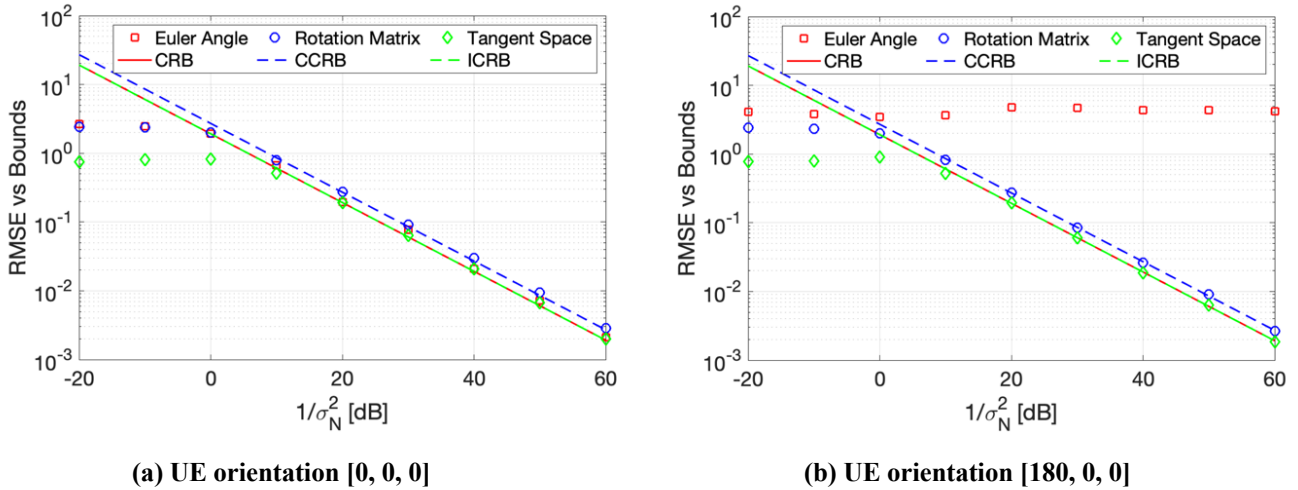 Euler Angle Rotation Matrix Tangent Space
CRB CCRB ICRB
RMSE vs Bounds
10^2
10^1
10^0
10^-1
10^-2
10^-3
-20 0 20 40 60
1/σ_N^2 [dB]
(a) UE orientation [0, 0, 0]
Euler Angle Rotation Matrix Tangent Space
CRB CCRB ICRB
RMSE vs Bounds
10^2
10^1
10^0
10^-1
10^-2
10^-3
-20 0 20 40 60
1/σ_N^2 [dB]
(b) UE orientation [180, 0, 0]